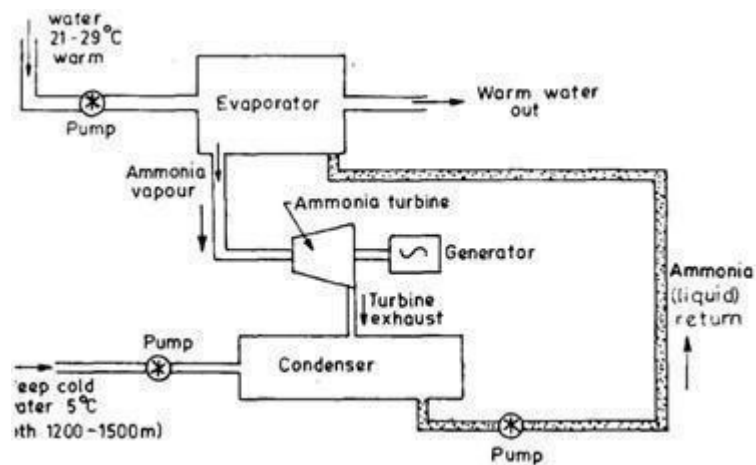 water
21-29°C
warm
Evaporator
Pump
Warm water
out
Ammonia
vapour
Ammonia turbine
Generator
Turbine
exhaust
Ammonia
(liquid)
return
Pump
Condenser
eep cold
ater 5°C
oth 1200-1500m)
Pump